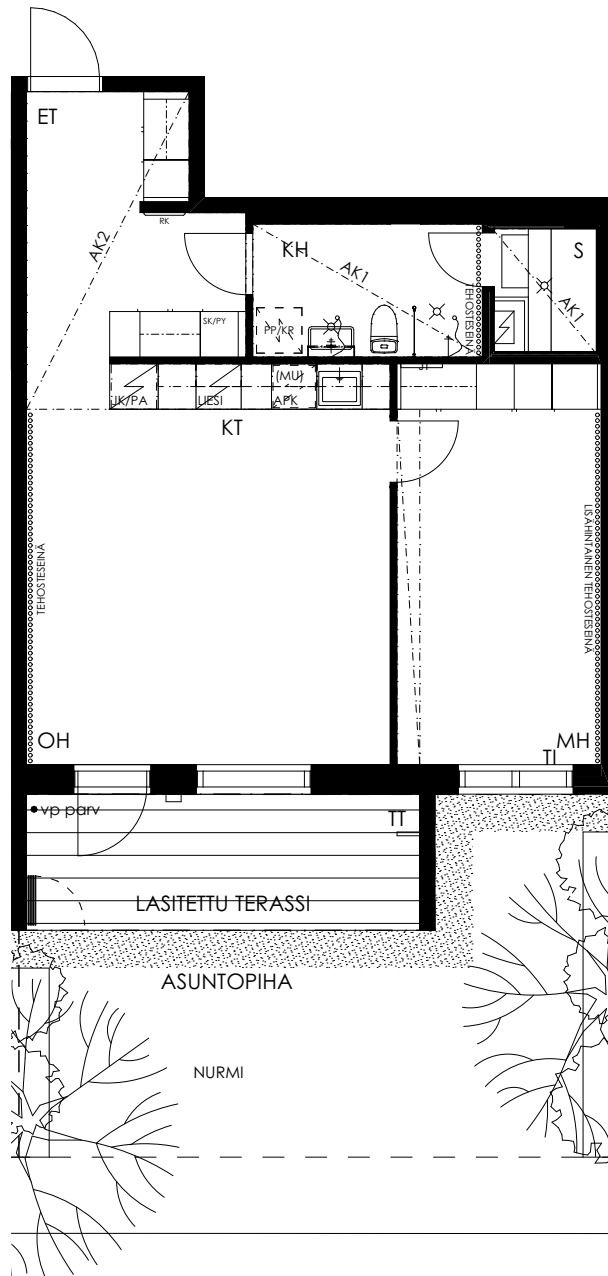 ET
RK
AK2
KH
AK1
S
AK1
TEHOSTESEINÄ
SK/PY
PP/KR
JK/PA
LIESI
(MU)
APK
JT
KT
TEHOSTESEINÄ
LISÄHINTAINEN TEHOSTESEINÄ
OH
MH
TI
vp parv
TT
LASITETTU TERASSI
ASUNTOPIHA
NURMI